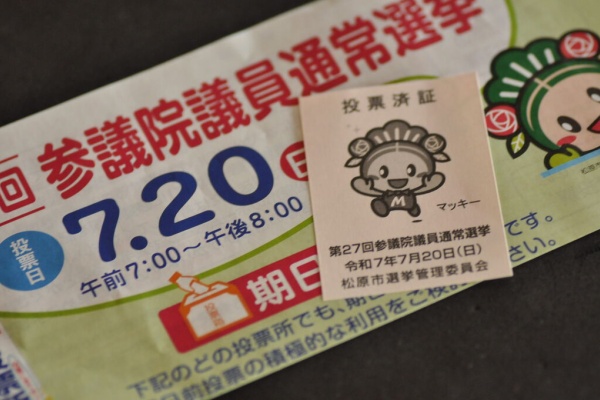 回 参議院議員通常選挙
投票日
7.20
午前7:00～午後8:00
期日
投票済証
M
マッキー
第27回参議院議員通常選挙
令和7年7月20日(日)
松原市選挙管理委員会
下記のどの投票所でも、期日
です。
日前投票の積極的な利用をご検
さい。